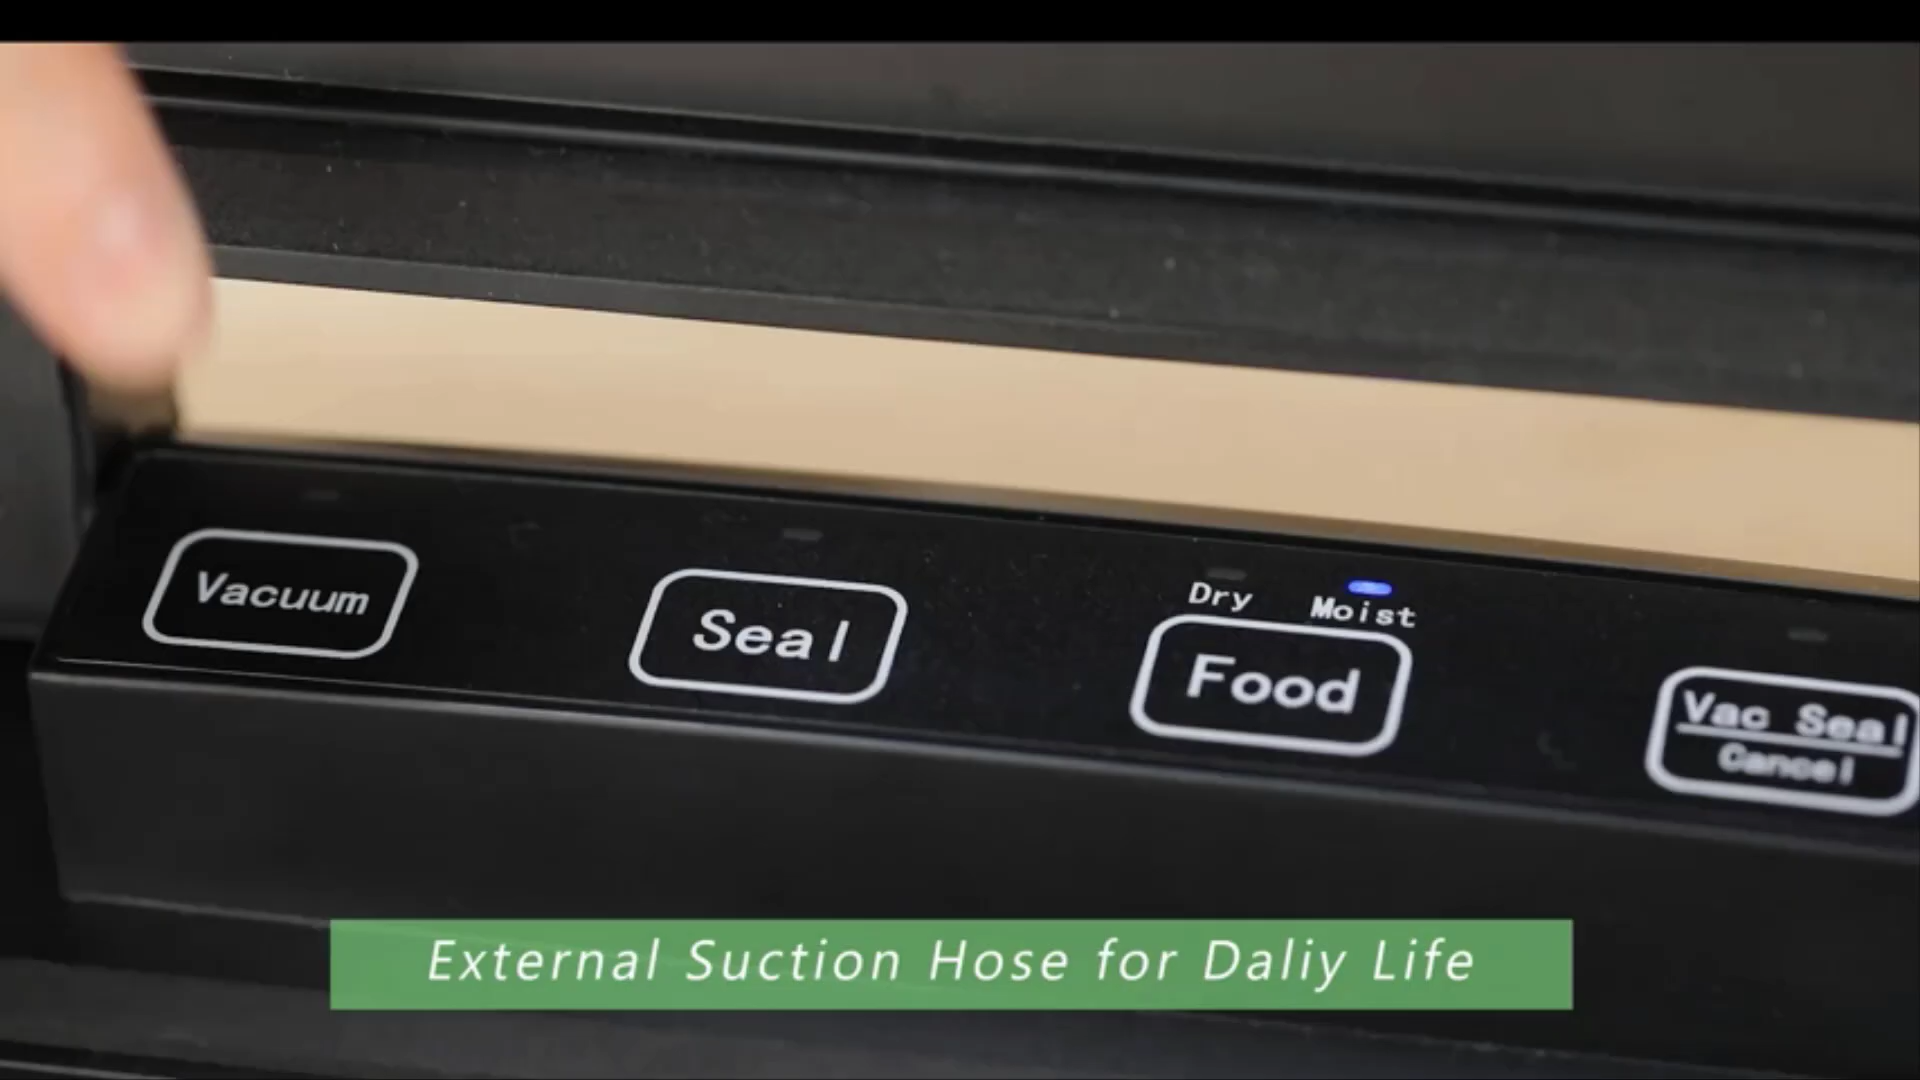 Vacuum
Seal
Dry
Moist
Food
Vac Seal
Cancel
External Suction Hose for Daliy Life